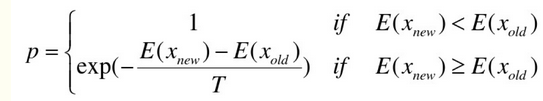 p = { 1 if E(x_new) < E(x_old)
exp(-(E(x_new) - E(x_old))/T) if E(x_new) ≥ E(x_old)